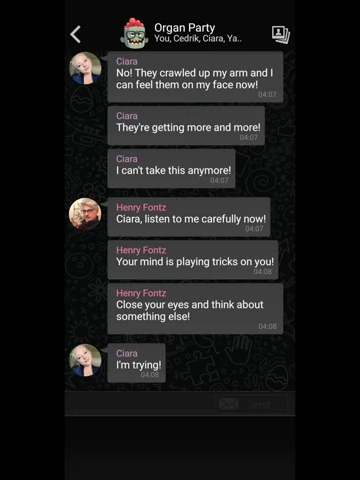 Organ Party
You, Cedrik, Ciara, Ya..
Ciara
No! They crawled up my arm and I
can feel them on my face now!
04:07
Ciara
They're getting more and more!
04:07
Ciara
I can't take this anymore!
04:07
Henry Fontz
Ciara, listen to me carefully now!
04:07
Henry Fontz
Your mind is playing tricks on you!
04:08
Henry Fontz
Close your eyes and think about
something else!
04:08
Ciara
I'm trying!
04:08
Send